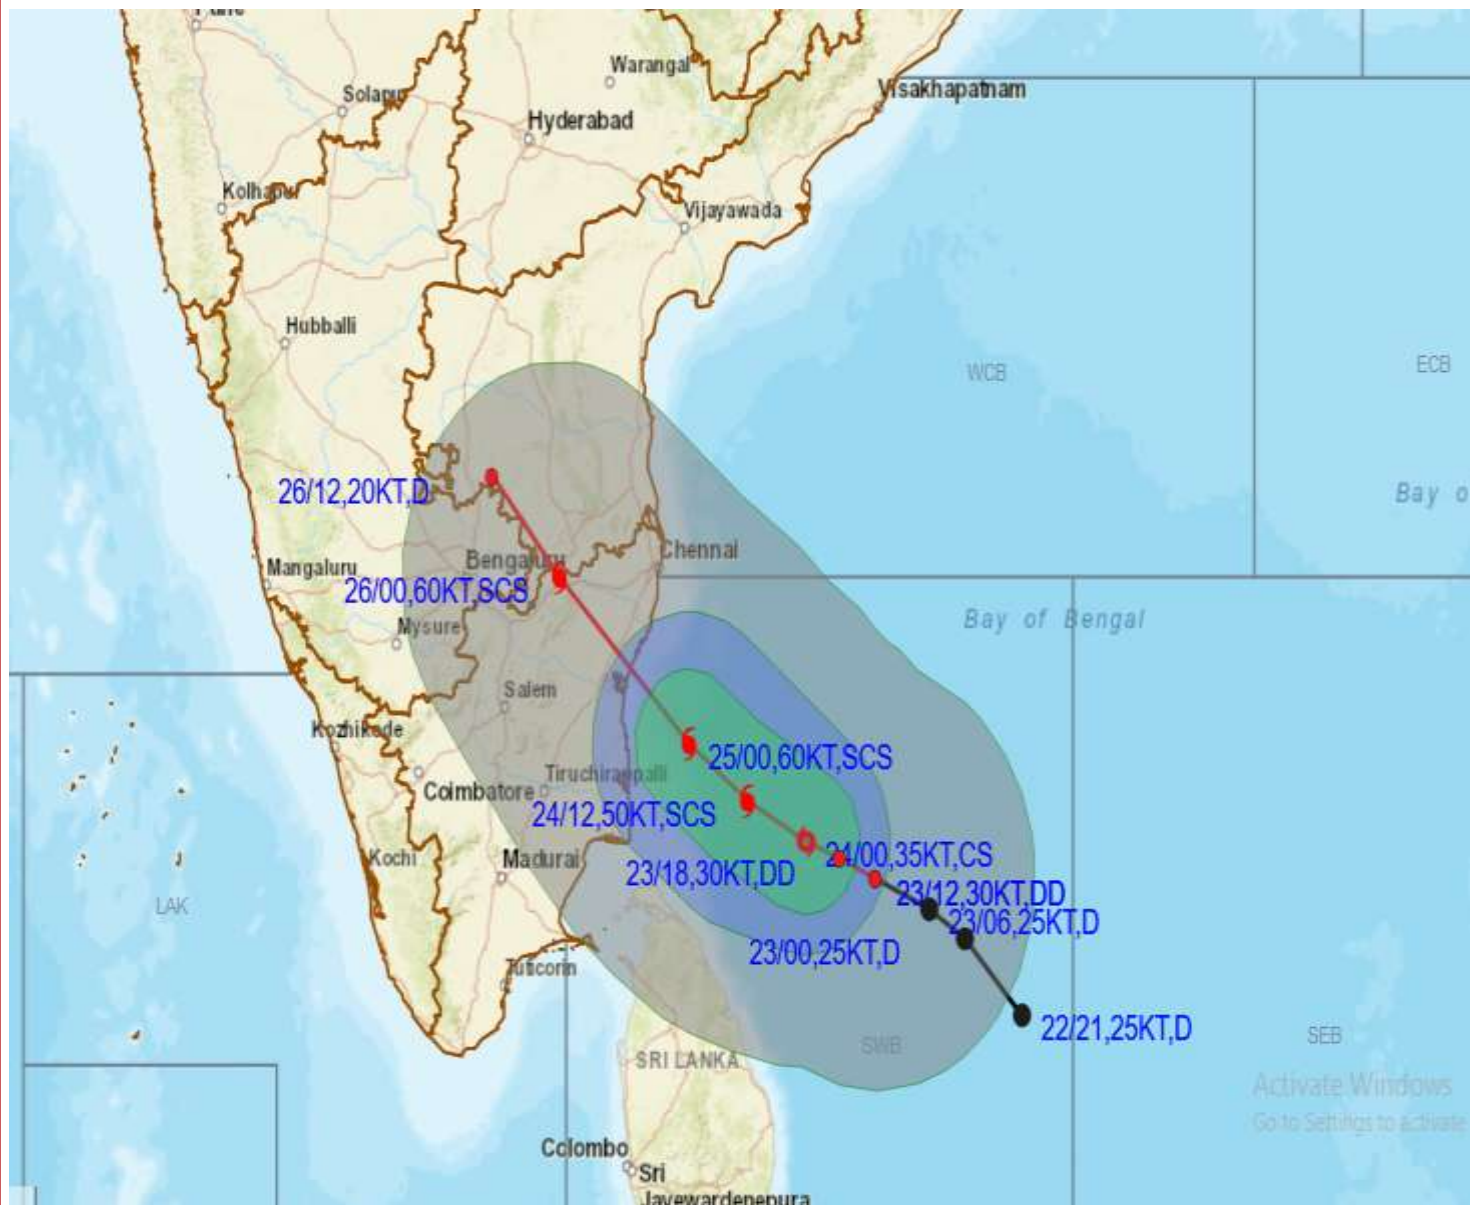 Warangal
Solapu
Visakhapatnam
Hyderabad
Kolhapu
Vijayawada
Hubballi
WCB
ECB
26/12,20KT,D
Bay o
Bengaluru
Chennai
Mangaluru
26/00,60KT,SCS
Bay of Bengal
Mysure
Salem
Kozhikode
25/00,60KT,SCS
Tiruchirappalli
Coimbatore
24/12,50KT,SCS
24/00,35KT,CS
Kochi
Madurai
23/18,30KT,DD
23/12,30KT,DD
LAK
23/06,25KT,D
23/00,25KT,D
Tuticorin
22/21,25KT,D
SWB
SEB
SRI LANKA
Activate Windows
Go to Settings to activate
Colombo
Sri
Jayewardenepura